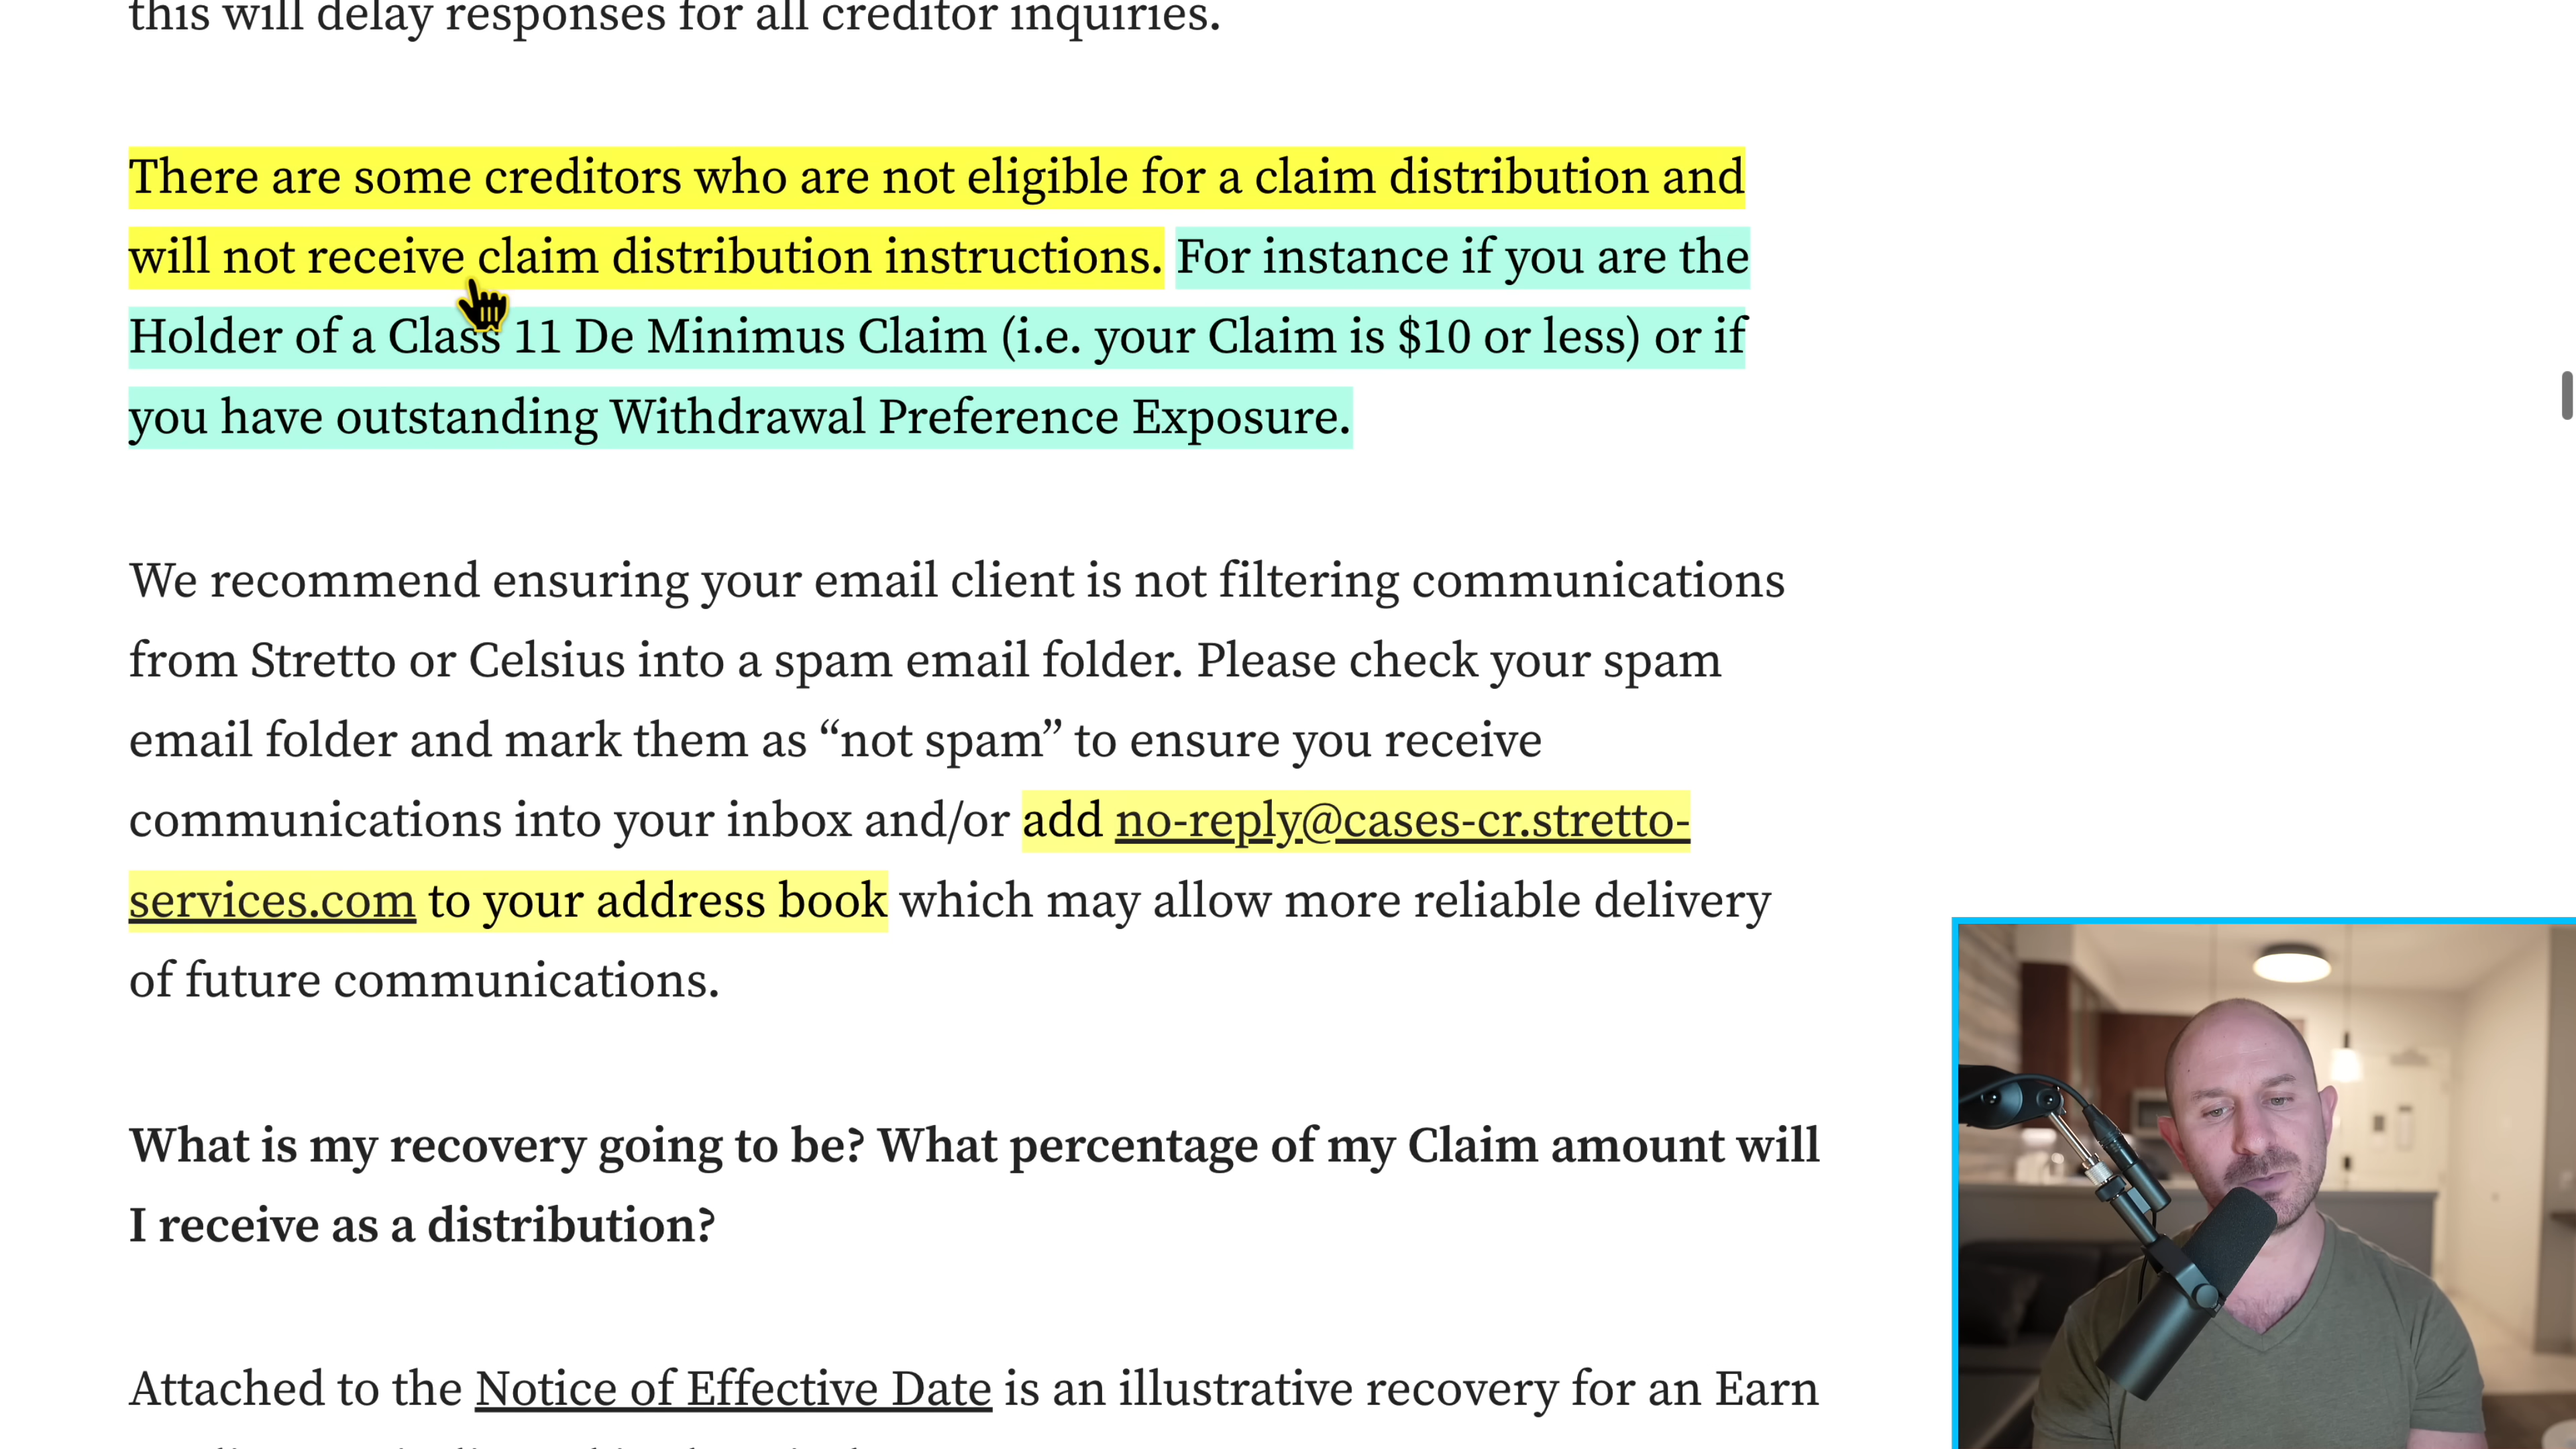 this will delay responses for all creditor inquiries.
There are some creditors who are not eligible for a claim distribution and
will not receive claim distribution instructions. For instance if you are the
Holder of a Class 11 De Minimus Claim (i.e. your Claim is $10 or less) or if
you have outstanding Withdrawal Preference Exposure.
We recommend ensuring your email client is not filtering communications
from Stretto or Celsius into a spam email folder. Please check your spam
email folder and mark them as “not spam” to ensure you receive
communications into your inbox and/or add no-reply@cases-cr.stretto-
services.com to your address book which may allow more reliable delivery
of future communications.
What is my recovery going to be? What percentage of my Claim amount will
I receive as a distribution?
Attached to the Notice of Effective Date is an illustrative recovery for an Earn